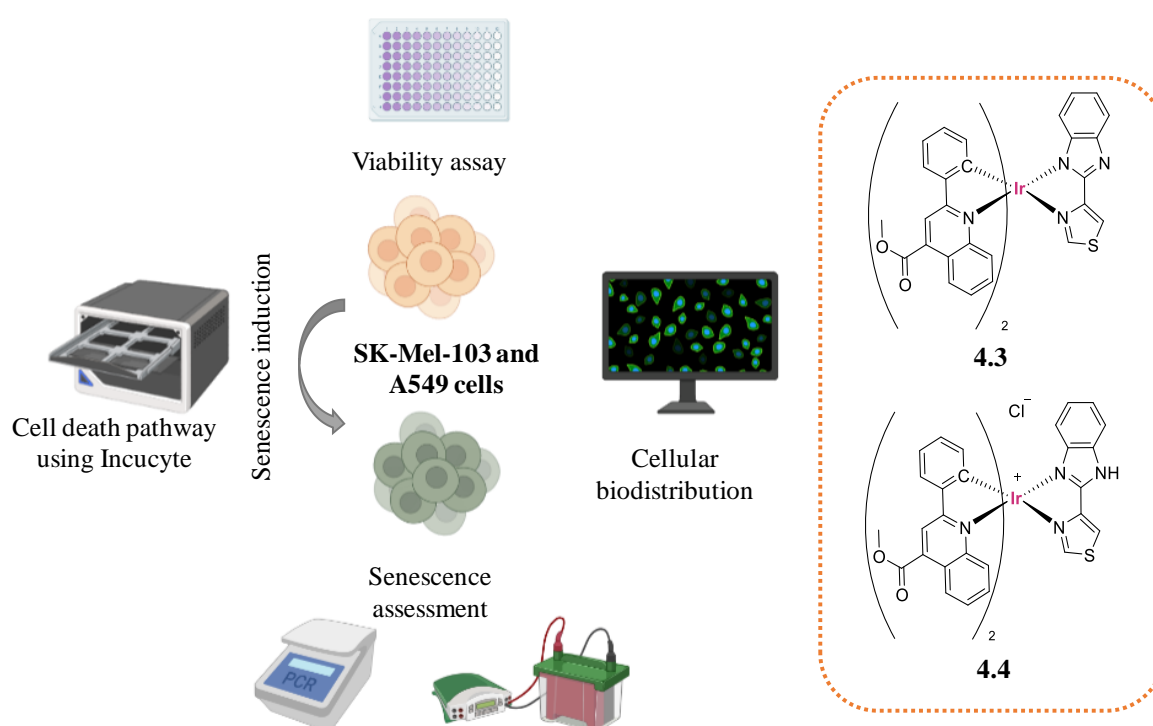 Viability assay
Senescence induction
SK-Mel-103 and
A549 cells
Cell death pathway
using Incucyte
Cellular
biodistribution
Senescence
assessment
PCR
C
N
O
O
Ir
N
N
N
S
2
4.3
Cl⁻
C
N
O
O
Ir
+
N
NH
N
S
2
4.4